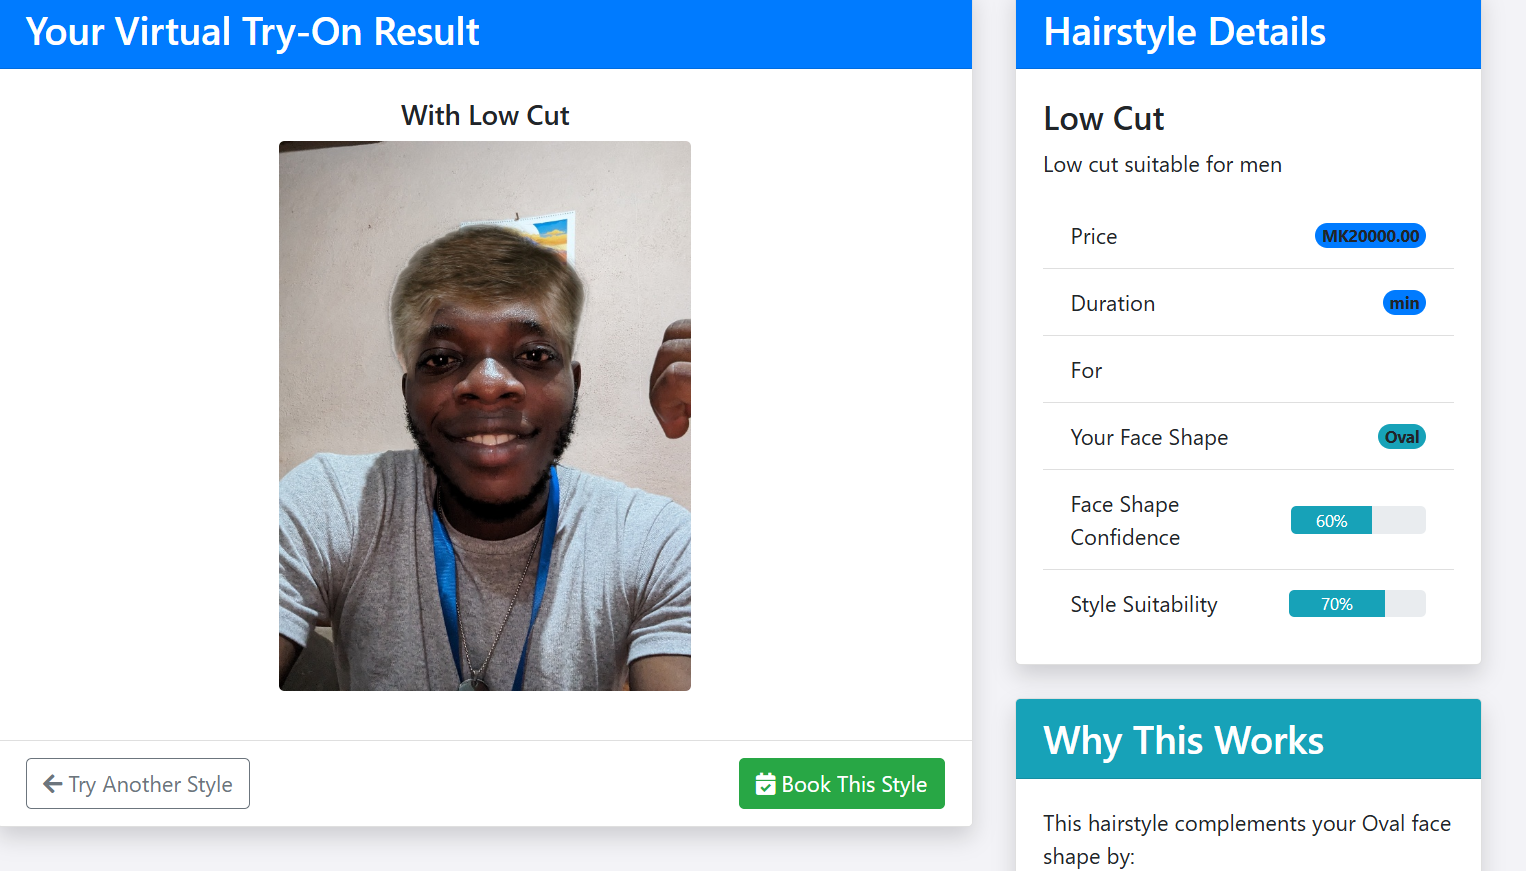 Your Virtual Try-On Result
With Low Cut
Try Another Style
Book This Style
Hairstyle Details
Low Cut
Low cut suitable for men
Price
MK20000.00
Duration
min
For
Your Face Shape
Oval
Face Shape
Confidence
60%
Style Suitability
70%
Why This Works
This hairstyle complements your Oval face
shape by: